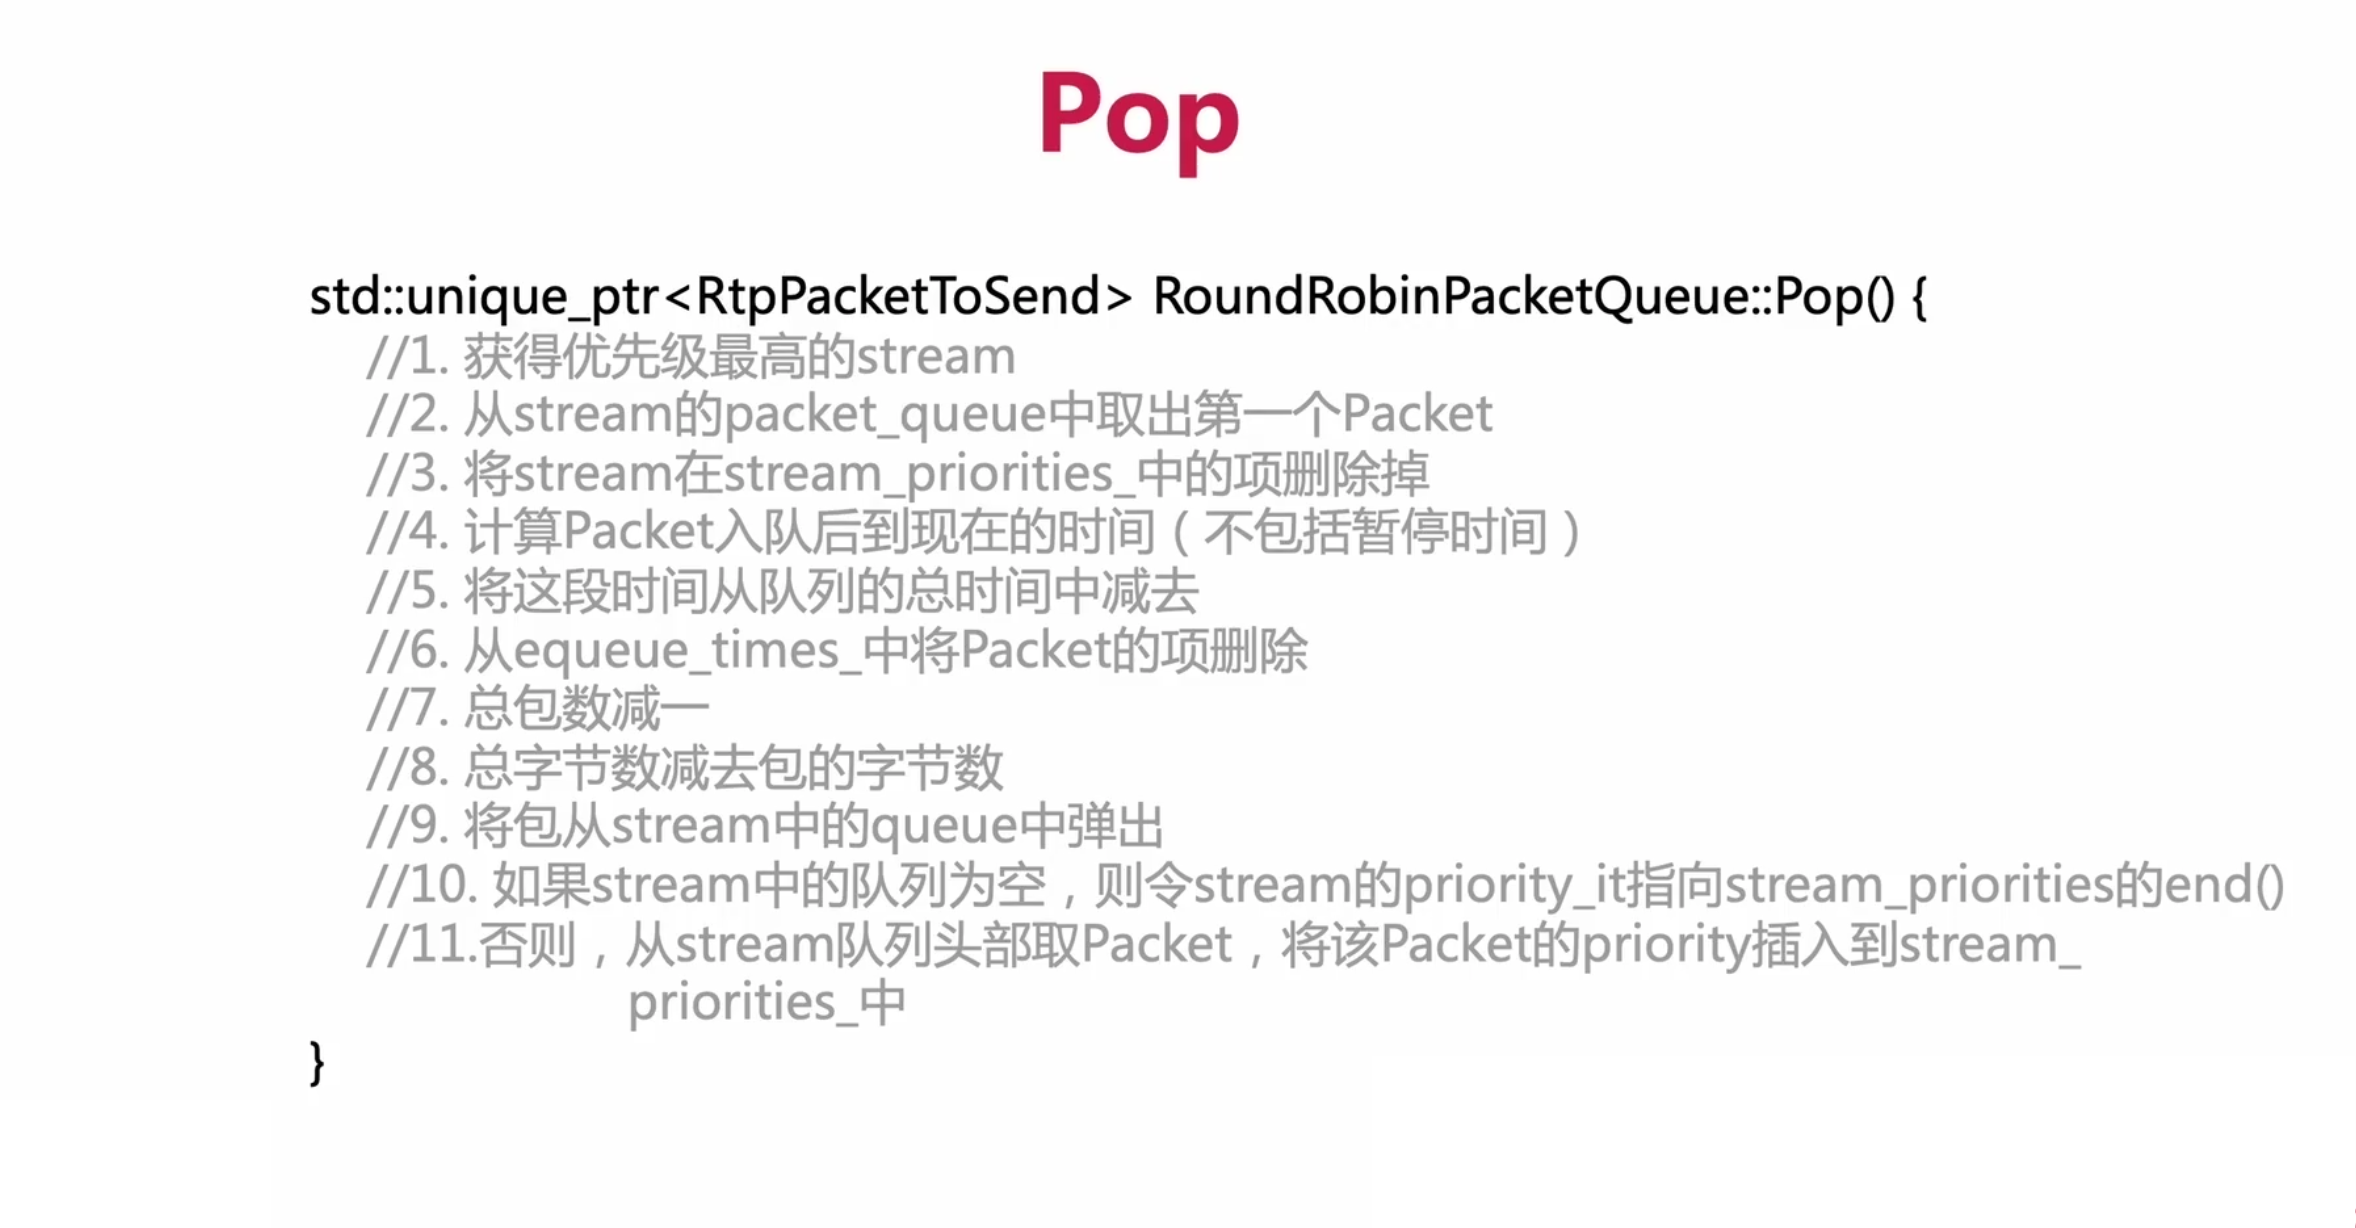 Pop
std::unique_ptr<RtpPacketToSend> RoundRobinPacketQueue::Pop() {
//1. 获得优先级最高的stream
//2. 从stream的packet_queue中取出第一个Packet
//3. 将stream在stream_priorities_中的项删除掉
//4. 计算Packet入队后到现在的时间（不包括暂停时间）
//5. 将这段时间从队列的总时间中减去
//6. 从equeue_times_中将Packet的项删除
//7. 总包数减一
//8. 总字节数减去包的字节数
//9. 将包从stream中的queue中弹出
//10. 如果stream中的队列为空，则令stream的priority_it指向stream_priorities的end()
//11.否则，从stream队列头部取Packet，将该Packet的priority插入到stream_
priorities_中
}